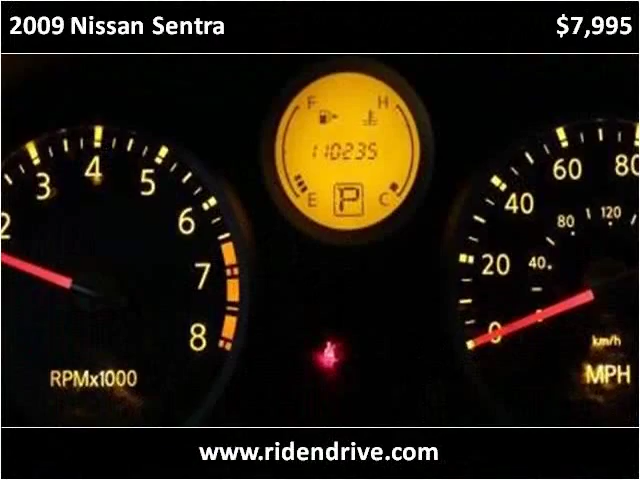 2009 Nissan Sentra $7,995
F H
110235
E P C
2 3 4 5 6 7 8
RPMx1000
0 20 40 60 80
40 80 120
km/h
MPH
www.ridendrive.com